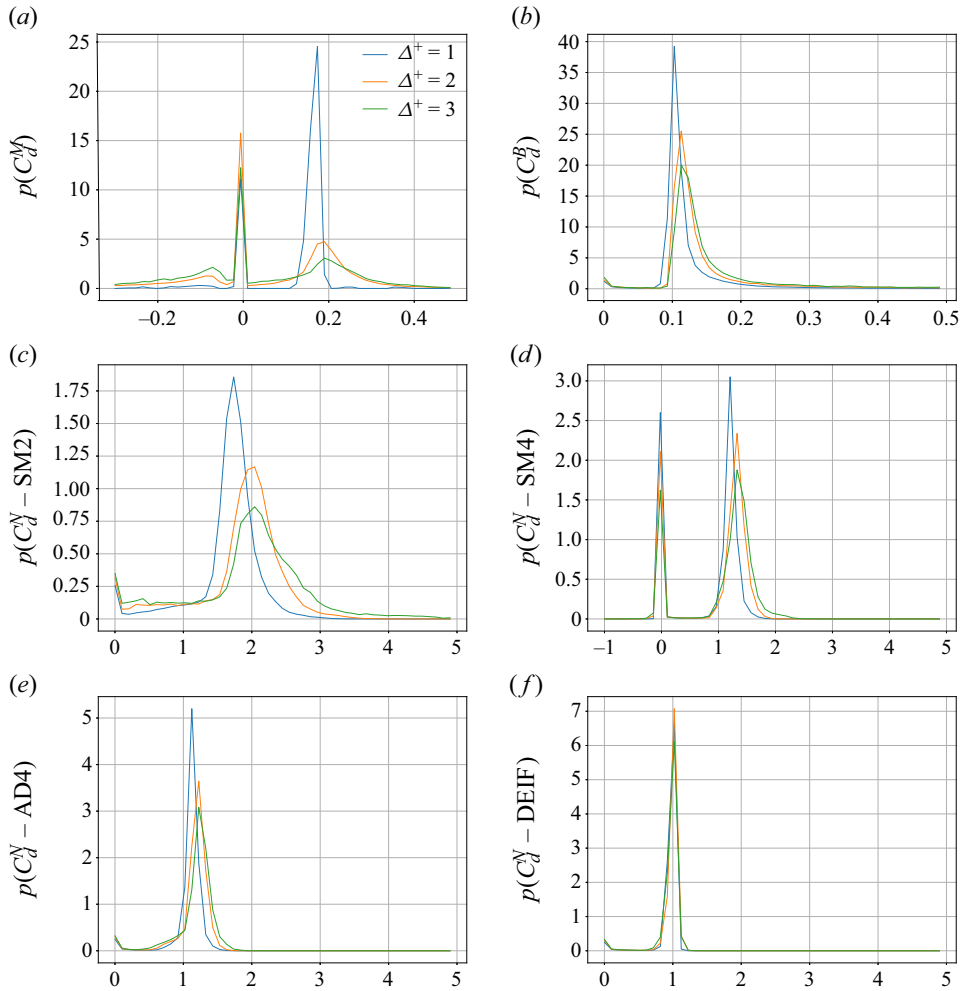 (a)
25
20
15
10
5
0
p(C_d^M)
Δ⁺ = 1
Δ⁺ = 2
Δ⁺ = 3
–0.2 0 0.2 0.4
(b)
40
35
30
25
20
15
10
5
0
p(C_d^B)
0 0.1 0.2 0.3 0.4 0.5
(c)
1.75
1.50
1.25
1.00
0.75
0.50
0.25
0
p(C_d^N – SM2)
0 1 2 3 4 5
(d)
3.0
2.5
2.0
1.5
1.0
0.5
0
p(C_d^N – SM4)
–1 0 1 2 3 4 5
(e)
5
4
3
2
1
0
p(C_d^N – AD4)
0 1 2 3 4 5
(f)
7
6
5
4
3
2
1
0
p(C_d^N – DEIF)
0 1 2 3 4 5